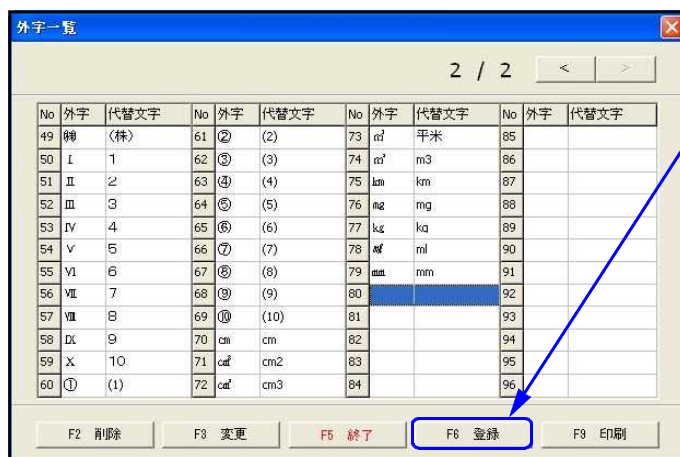 外字一覧
2 / 2 < >
No 外字 代替文字 No 外字 代替文字 No 外字 代替文字 No 外字 代替文字
49 ㈱ (株) 61 ② (2) 73 ㎡ 平米 85
50 Ⅰ 1 62 ③ (3) 74 ㎥ m3 86
51 Ⅱ 2 63 ④ (4) 75 ㎞ km 87
52 Ⅲ 3 64 ⑤ (5) 76 ㎎ mg 88
53 Ⅳ 4 65 ⑥ (6) 77 ㎏ kg 89
54 Ⅴ 5 66 ⑦ (7) 78 ㎖ ml 90
55 Ⅵ 6 67 ⑧ (8) 79 ㎜ mm 91
56 Ⅶ 7 68 ⑨ (9) 80 92
57 Ⅷ 8 69 ⑩ (10) 81 93
58 Ⅸ 9 70 ㎝ cm 82 94
59 Ⅹ 10 71 ㎠ cm2 83 95
60 ① (1) 72 ㎤ cm3 84 96
F2 削除 F3 変更 F5 終了 F6 登録 F9 印刷